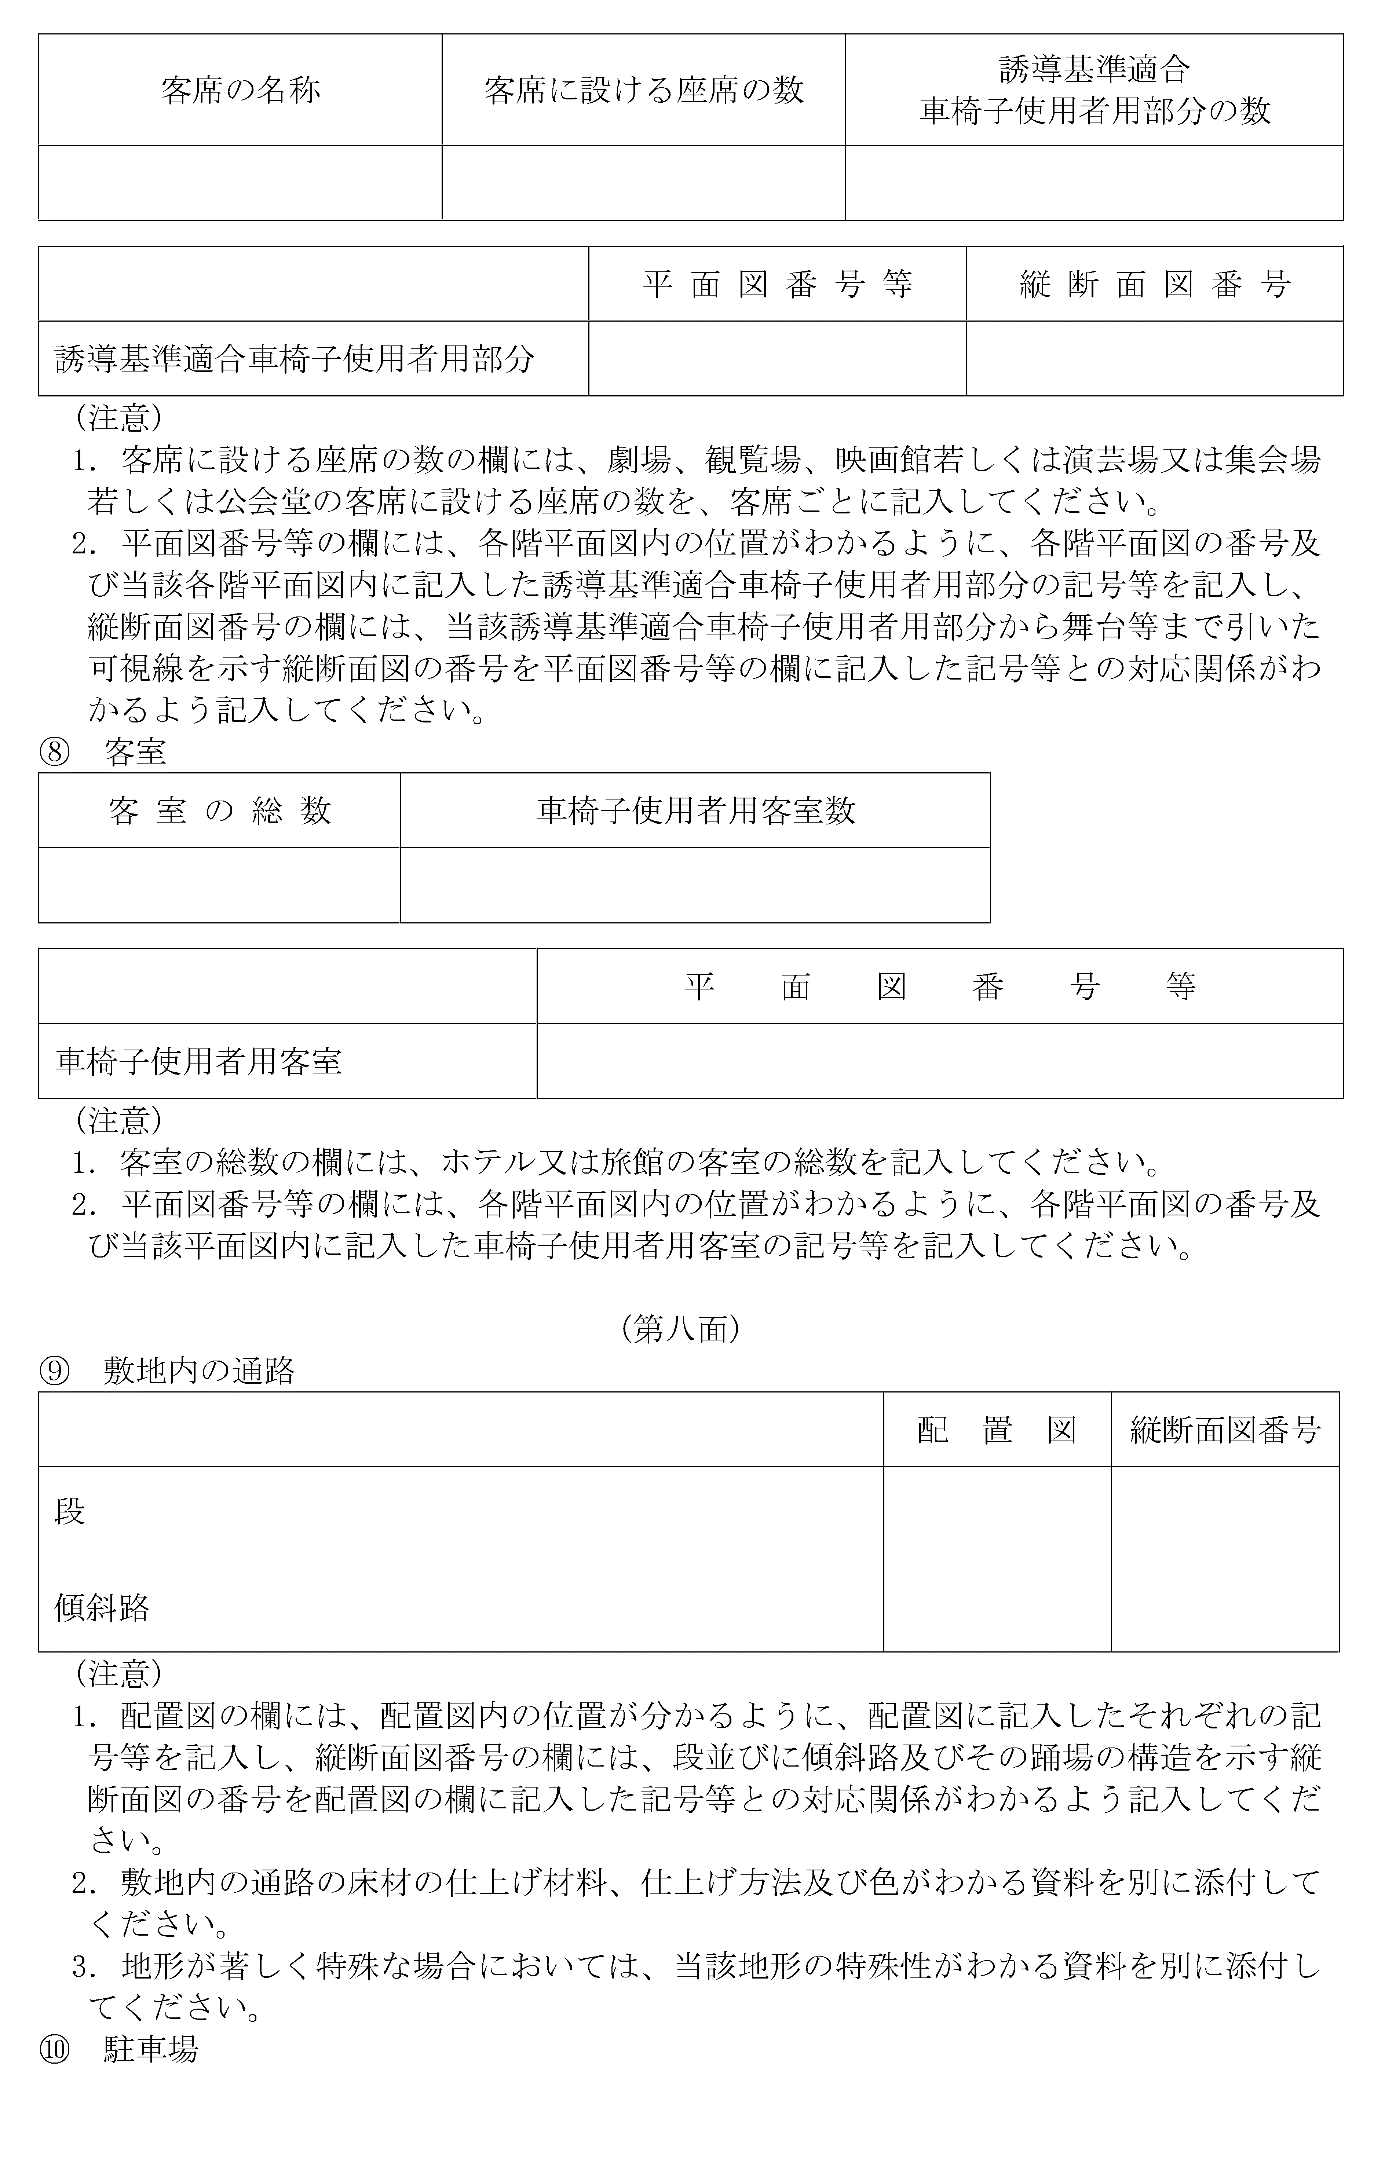 客席の名称
客席に設ける座席の数
誘導基準適合
車椅子使用者用部分の数
平面図番号等
縦断面図番号
誘導基準適合車椅子使用者用部分
（注意）
1．客席に設ける座席の数の欄には、劇場、観覧場、映画館若しくは演芸場又は集会場
若しくは公会堂の客席に設ける座席の数を、客席ごとに記入してください。
2．平面図番号等の欄には、各階平面図内の位置がわかるように、各階平面図の番号及
び当該各階平面図内に記入した誘導基準適合車椅子使用者用部分の記号等を記入し、
縦断面図番号の欄には、当該誘導基準適合車椅子使用者用部分から舞台等まで引いた
可視線を示す縦断面図の番号を平面図番号等の欄に記入した記号等との対応関係がわ
かるよう記入してください。
⑧　客室
客室の総数
車椅子使用者用客室数
平面図番号等
車椅子使用者用客室
（注意）
1．客室の総数の欄には、ホテル又は旅館の客室の総数を記入してください。
2．平面図番号等の欄には、各階平面図内の位置がわかるように、各階平面図の番号及
び当該平面図内に記入した車椅子使用者用客室の記号等を記入してください。
（第八面）
⑨　敷地内の通路
配置図
縦断面図番号
段
傾斜路
（注意）
1．配置図の欄には、配置図内の位置が分かるように、配置図に記入したそれぞれの記
号等を記入し、縦断面図番号の欄には、段並びに傾斜路及びその踊場の構造を示す縦
断面図の番号を配置図の欄に記入した記号等との対応関係がわかるよう記入してくだ
さい。
2．敷地内の通路の床材の仕上げ材料、仕上げ方法及び色がわかる資料を別に添付して
ください。
3．地形が著しく特殊な場合においては、当該地形の特殊性がわかる資料を別に添付し
てください。
⑩　駐車場